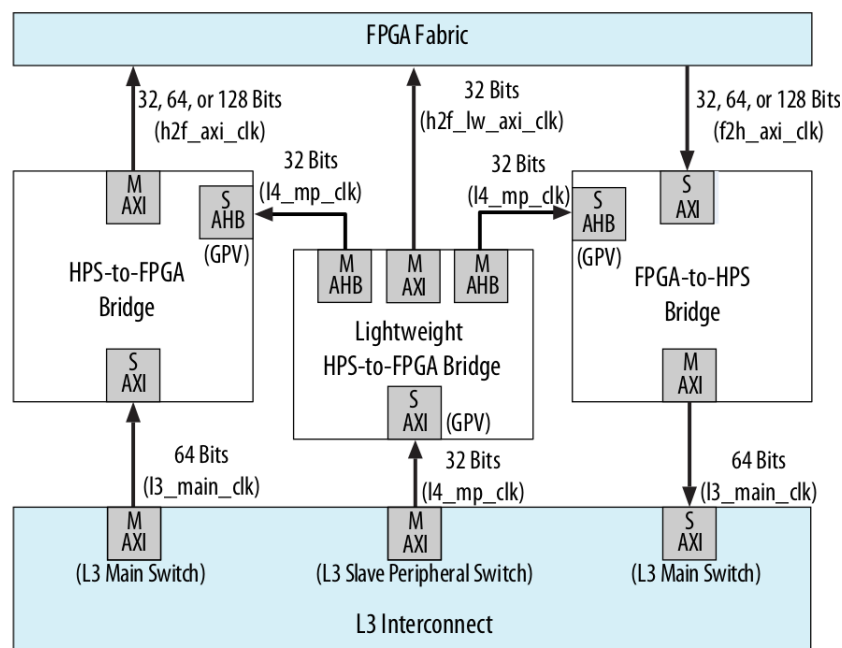 FPGA Fabric
32, 64, or 128 Bits
(h2f_axi_clk)
32 Bits
(h2f_lw_axi_clk)
32, 64, or 128 Bits
(f2h_axi_clk)
32 Bits
(l4_mp_clk)
32 Bits
(l4_mp_clk)
M
AXI
S
AHB
(GPV)
HPS-to-FPGA
Bridge
S
AXI
M
AHB
M
AXI
M
AHB
Lightweight
HPS-to-FPGA Bridge
S
AXI
(GPV)
S
AHB
(GPV)
S
AXI
FPGA-to-HPS
Bridge
M
AXI
64 Bits
(l3_main_clk)
32 Bits
(l4_mp_clk)
64 Bits
(l3_main_clk)
M
AXI
(L3 Main Switch)
M
AXI
(L3 Slave Peripheral Switch)
S
AXI
(L3 Main Switch)
L3 Interconnect